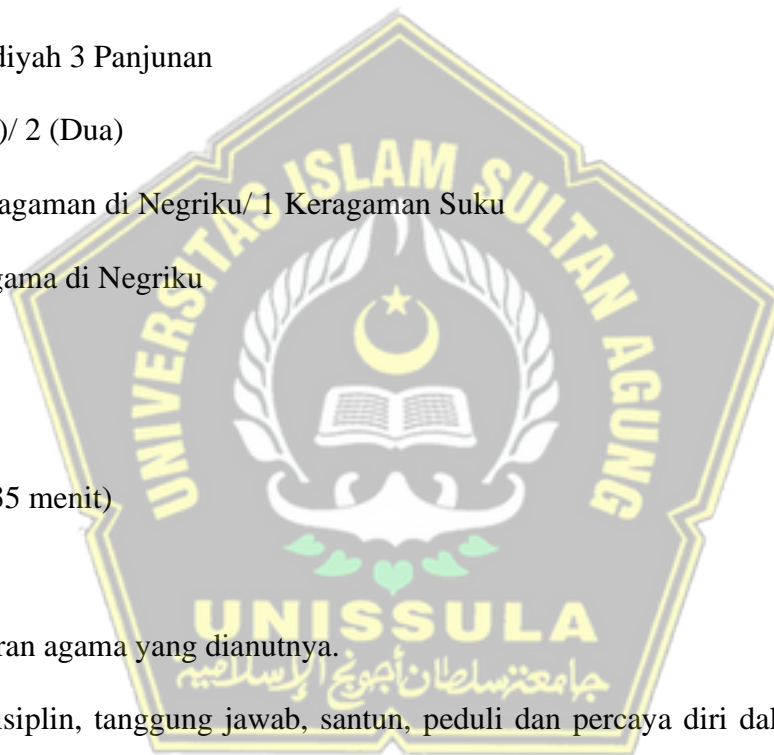 diyah 3 Panjunan
)/ 2 (Dua)
agaman di Negriku/ 1 Keragaman Suku
gama di Negriku
35 menit)
ran agama yang dianutnya.
isiplin, tanggung jawab, santun, peduli dan percaya diri dal
UNIVERSITAS ISLAM SULTAN AGUNG
UNISSULA
جامعة سلطان أجونج الإسلامية